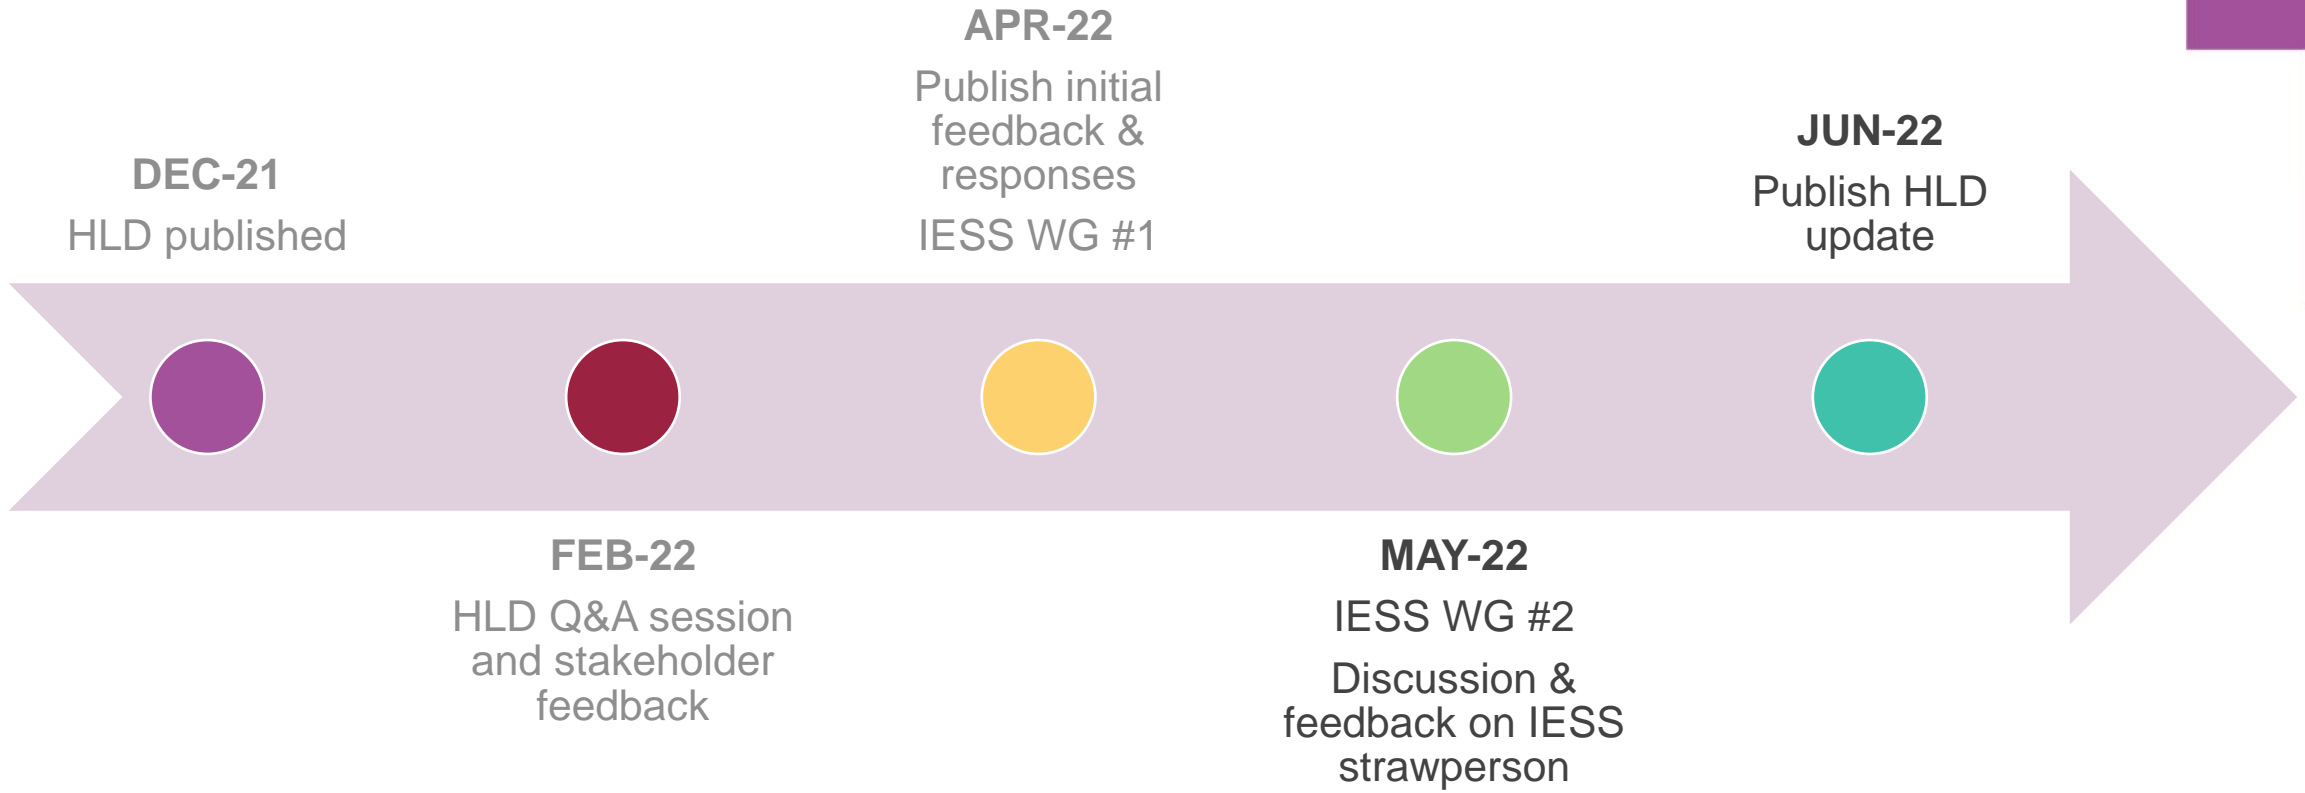 DEC-21
HLD published
FEB-22
HLD Q&A session
and stakeholder
feedback
APR-22
Publish initial
feedback &
responses
IESS WG #1
MAY-22
IESS WG #2
Discussion &
feedback on IESS
strawperson
JUN-22
Publish HLD
update